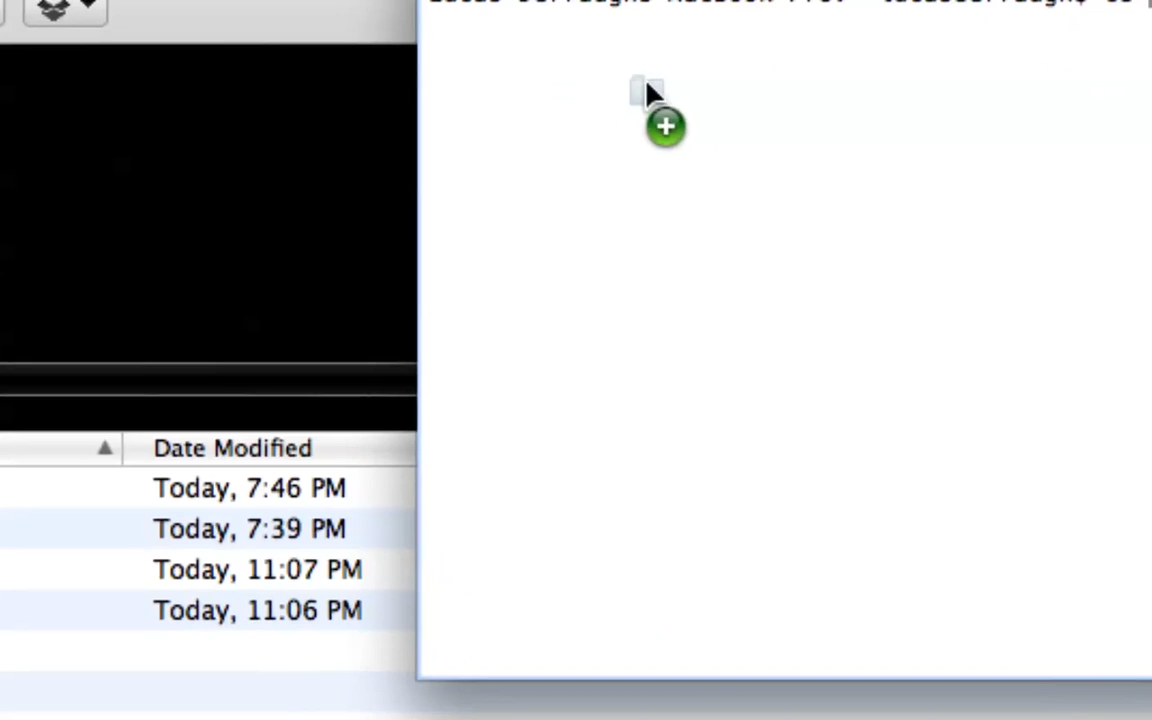 Date Modified
Today, 7:46 PM
Today, 7:39 PM
Today, 11:07 PM
Today, 11:06 PM